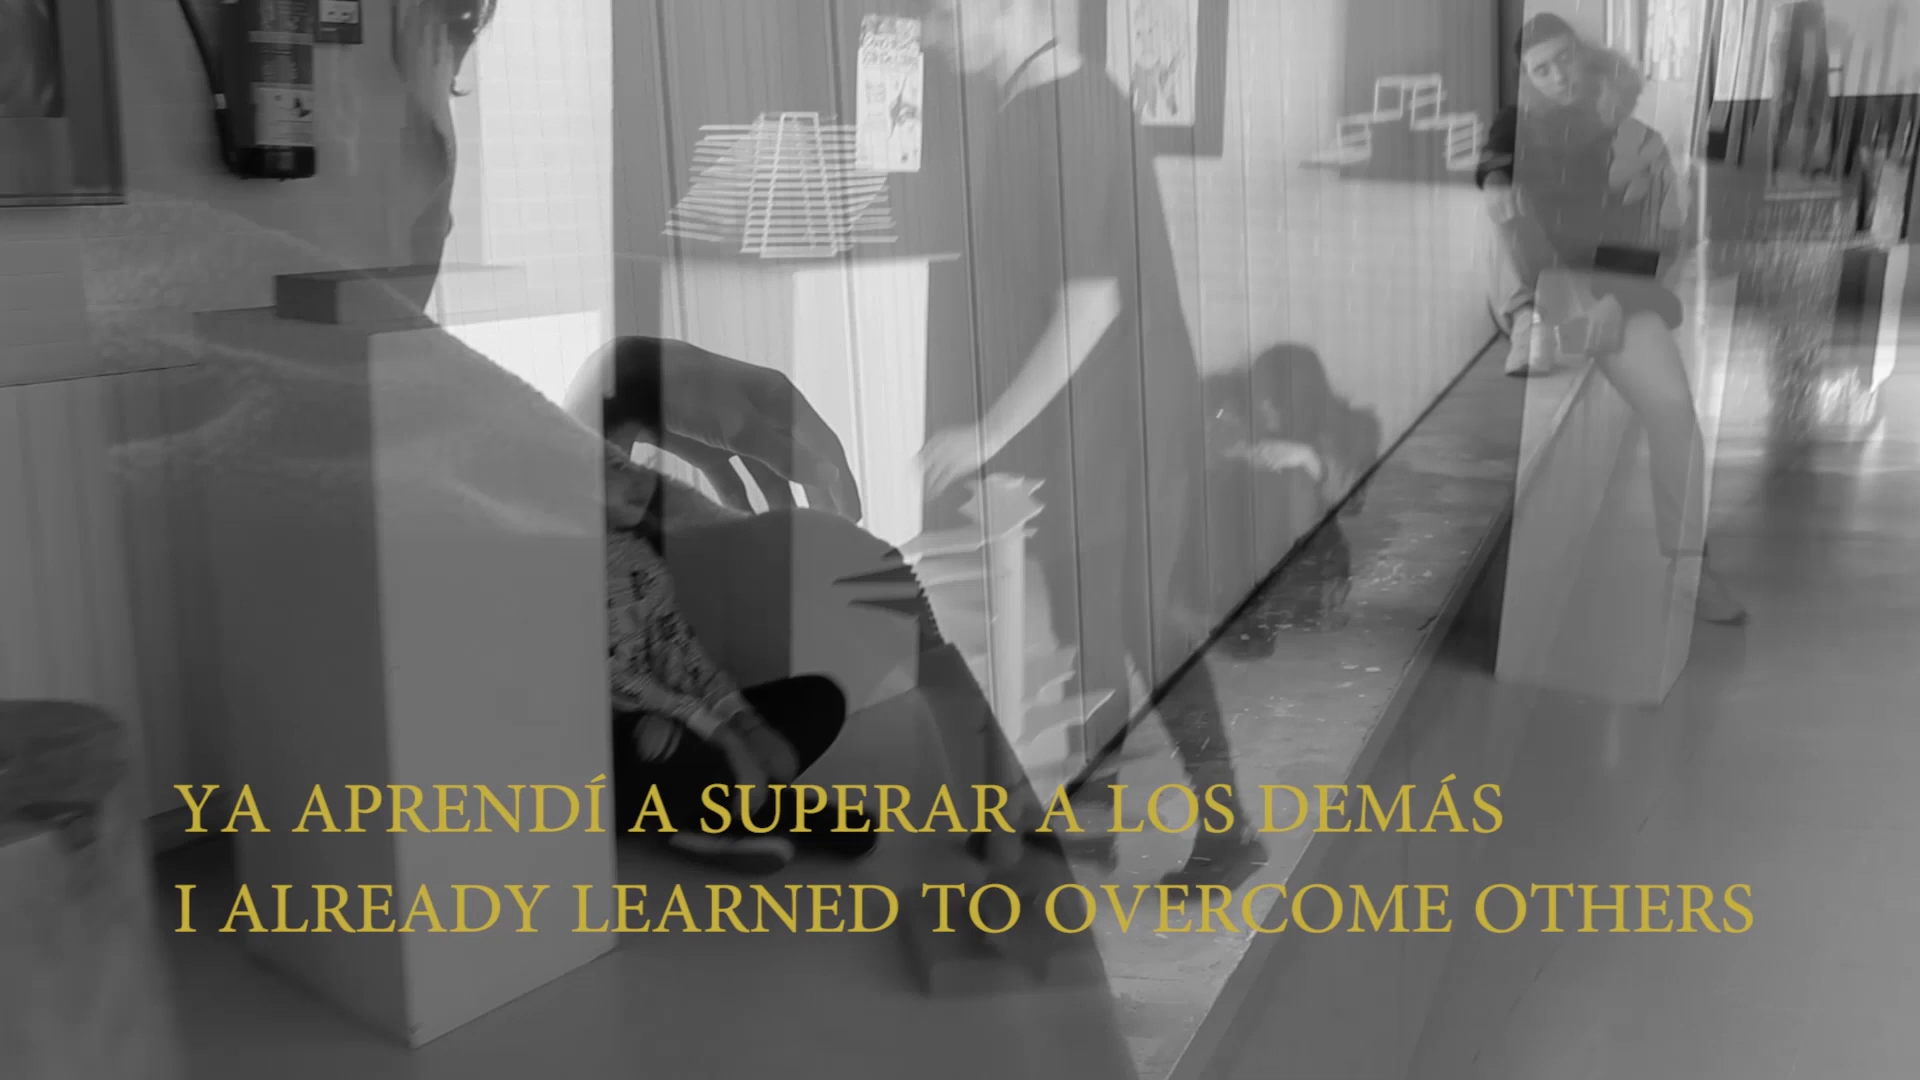 YA APRENDÍ A SUPERAR A LOS DEMÁS
I ALREADY LEARNED TO OVERCOME OTHERS